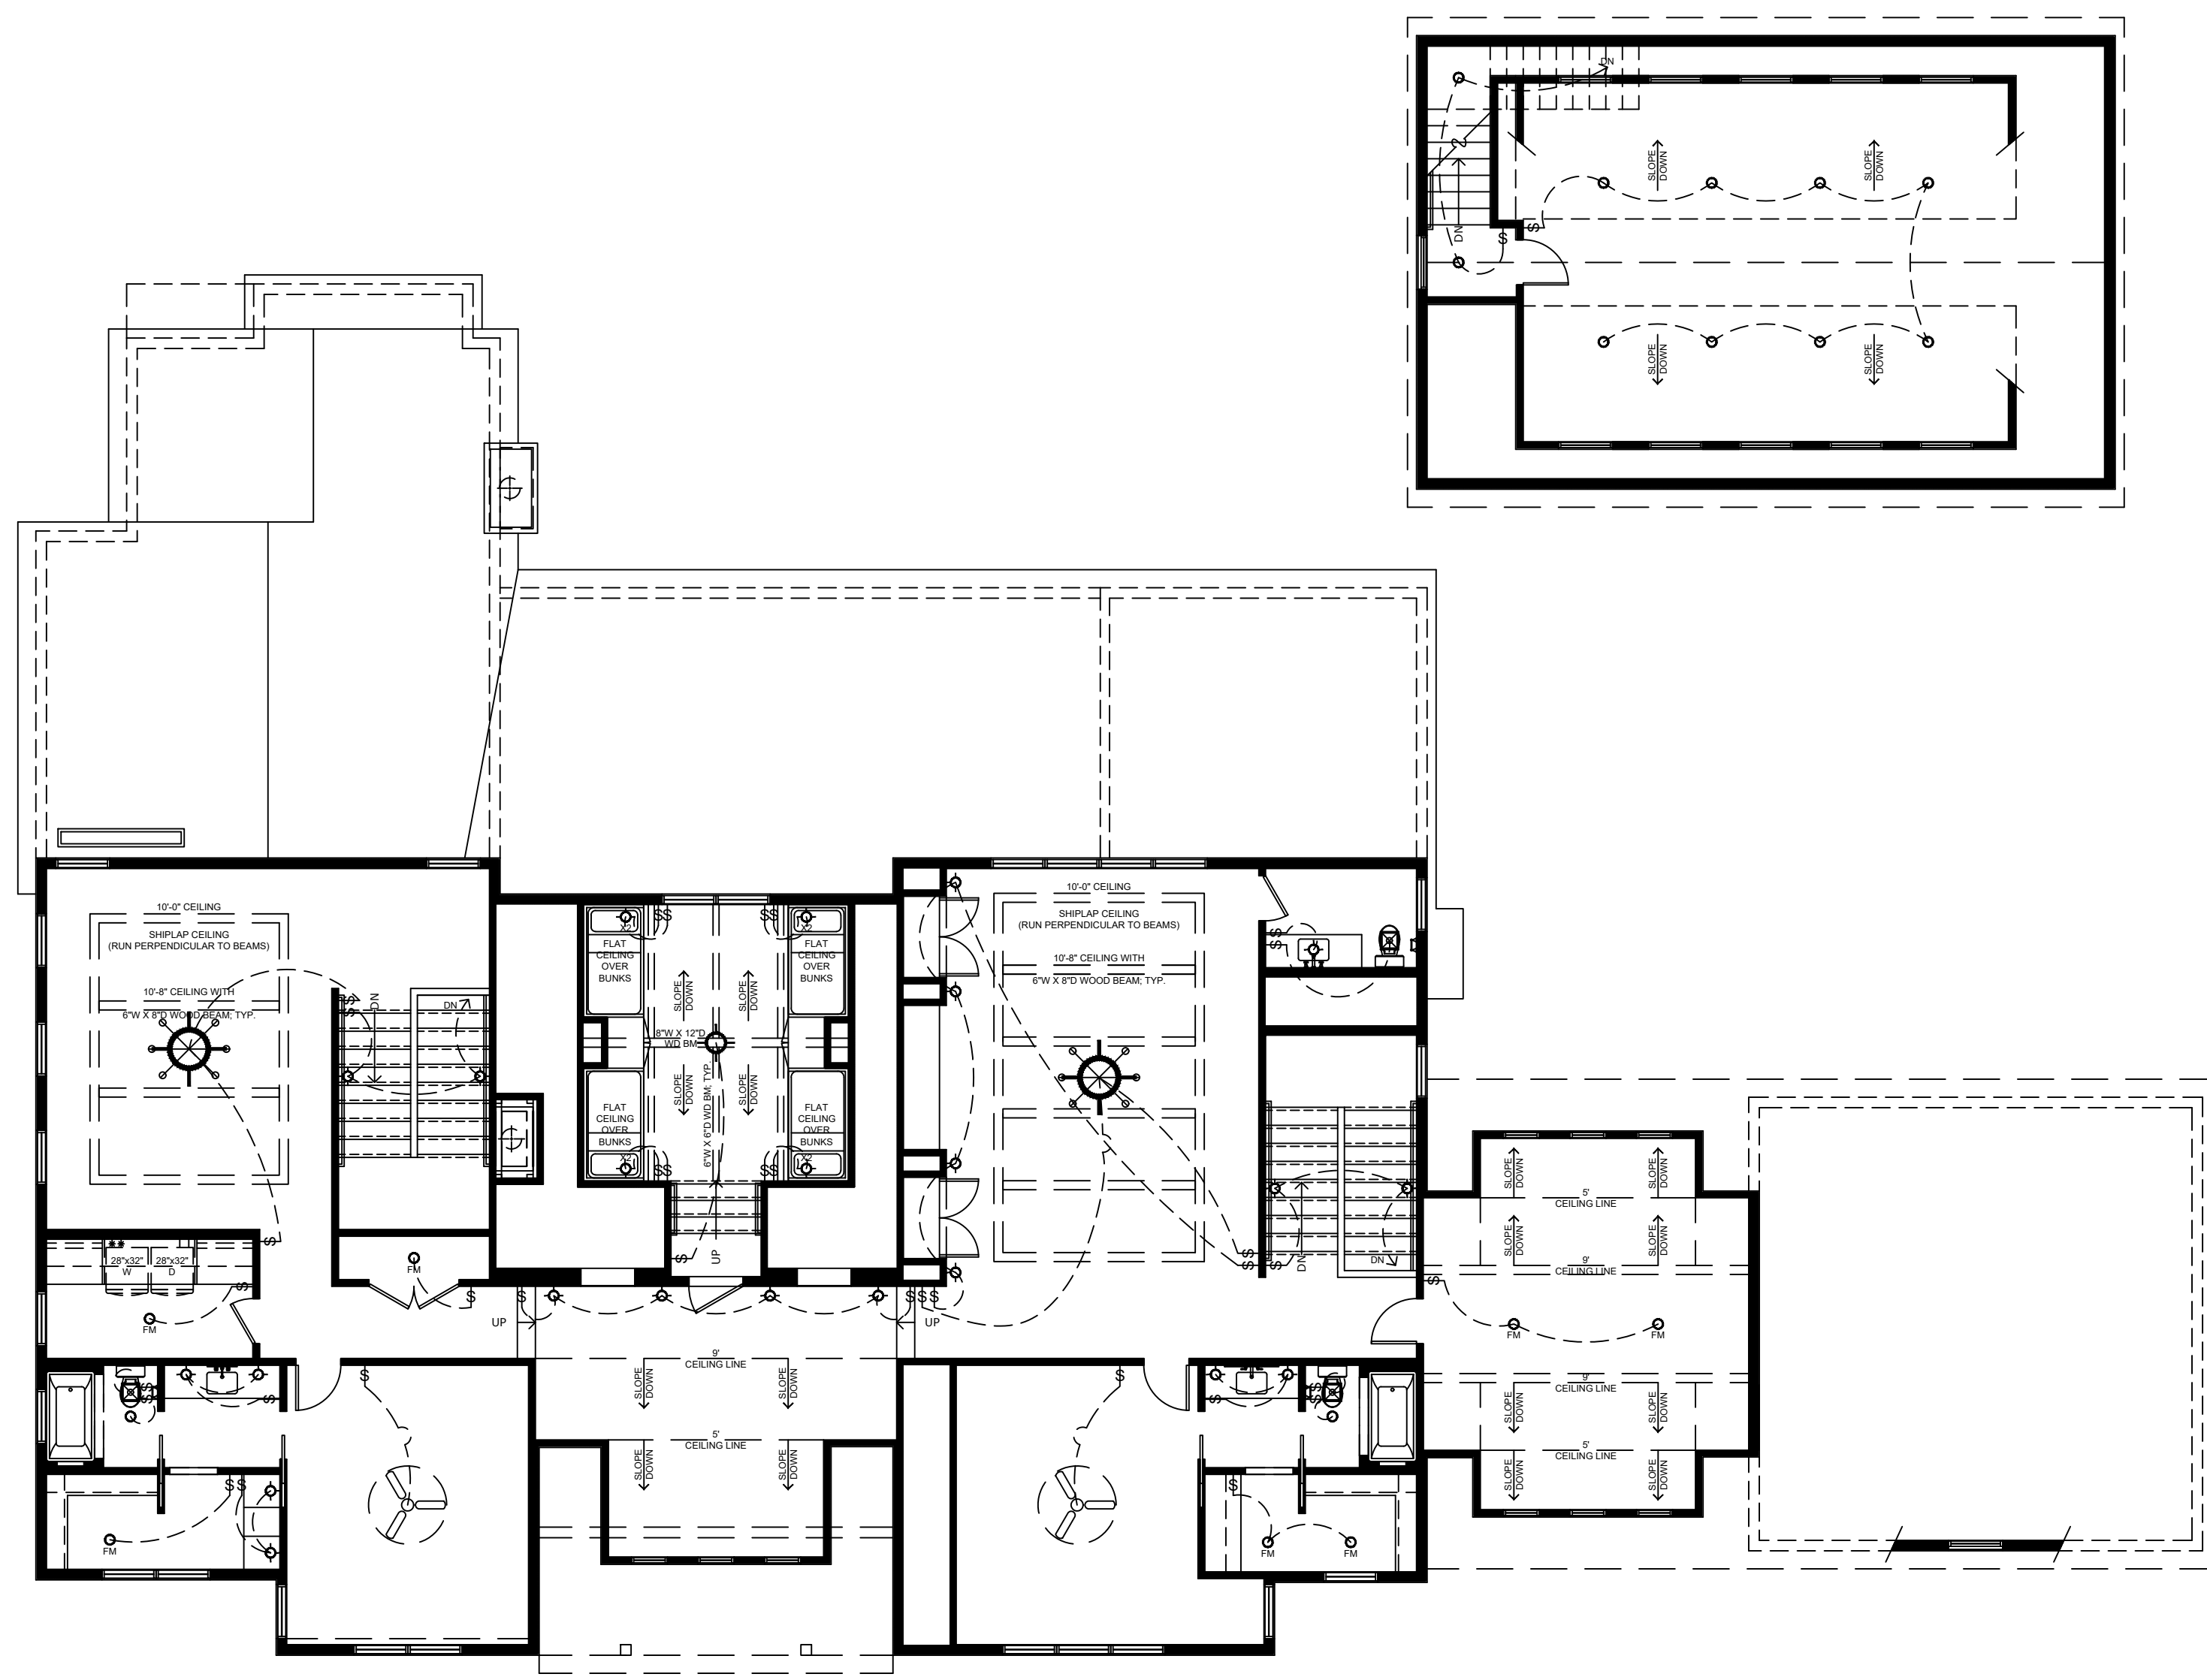 DN
SLOPE
DOWN
SLOPE
DOWN
DN
$
$
SLOPE
DOWN
SLOPE
DOWN
10'-0" CEILING
SHIPLAP CEILING
(RUN PERPENDICULAR TO BEAMS)
10'-8" CEILING WITH
6"W X 8"D WOOD BEAM; TYP.
$
$
DN
DN
$$
$$
X2
X2
FLAT
CEILING
OVER
BUNKS
FLAT
CEILING
OVER
BUNKS
SLOPE
DOWN
SLOPE
DOWN
8"W X 12"D
WD BM
6"W X 6"D WD BM; TYP.
SLOPE
DOWN
SLOPE
DOWN
FLAT
CEILING
OVER
BUNKS
FLAT
CEILING
OVER
BUNKS
X2
X2
$$
$$
10'-0" CEILING
SHIPLAP CEILING
(RUN PERPENDICULAR TO BEAMS)
10'-8" CEILING WITH
6"W X 8"D WOOD BEAM; TYP.
$
$
SLOPE
DOWN
SLOPE
DOWN
5'
CEILING LINE
SLOPE
DOWN
SLOPE
DOWN
9'
CEILING LINE
$
28"x32"
W
28"x32"
D
$
FM
FM
$
$
$
UP
$$$
$
$
$
DN
DN
$
UP
UP
FM
FM
9'
CEILING LINE
SLOPE
DOWN
SLOPE
DOWN
5'
CEILING LINE
SLOPE
DOWN
SLOPE
DOWN
9'
CEILING LINE
SLOPE
DOWN
SLOPE
DOWN
5'
CEILING LINE
SLOPE
DOWN
SLOPE
DOWN
$
$
$
$
$
$
$
$
$$
$
FM
FM
FM